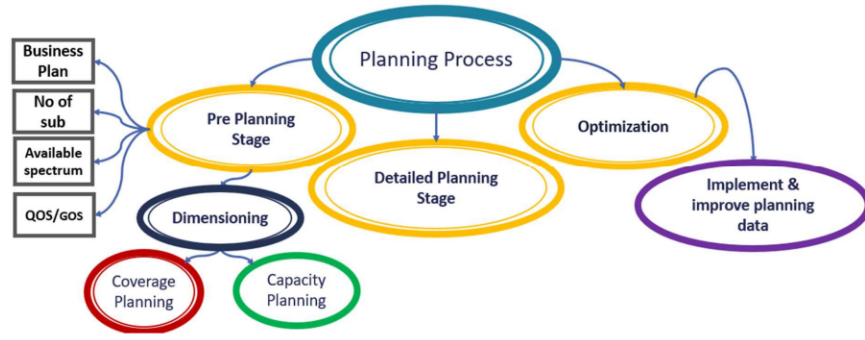 Planning Process
Business
Plan
No of
sub
Available
spectrum
QOS/GOS
Pre Planning
Stage
Detailed Planning
Stage
Optimization
Implement &
improve planning
data
Dimensioning
Coverage
Planning
Capacity
Planning